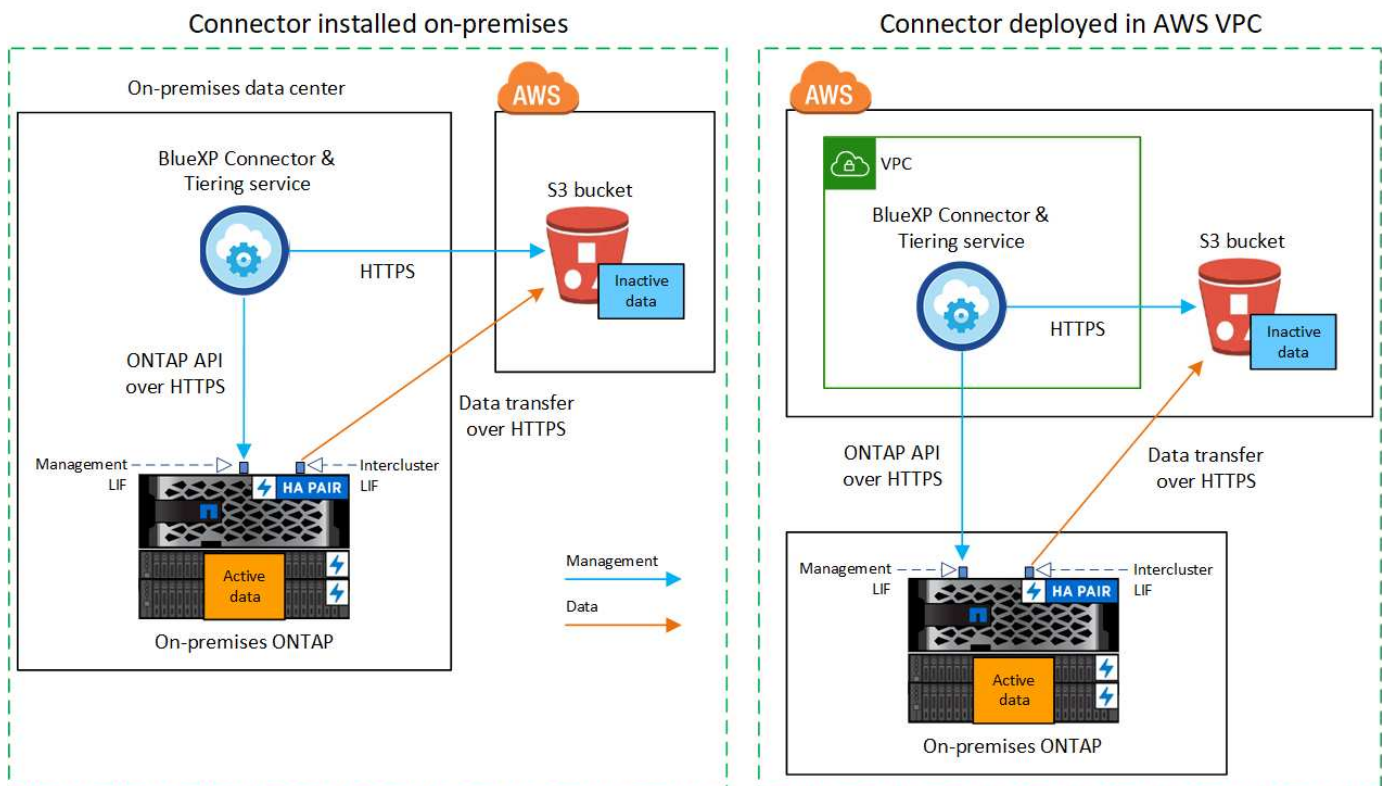 Connector installed on-premises
On-premises data center
AWS
BlueXP Connector &
Tiering service
S3 bucket
HTTPS
Inactive
data
ONTAP API
over HTTPS
Data transfer
over HTTPS
Management
LIF
Intercluster
LIF
HA PAIR
Active
data
On-premises ONTAP
Management
Data
Connector deployed in AWS VPC
AWS
VPC
BlueXP Connector &
Tiering service
S3 bucket
HTTPS
Inactive
data
ONTAP API
over HTTPS
Data transfer
over HTTPS
Management
LIF
Intercluster
LIF
HA PAIR
Active
data
On-premises ONTAP